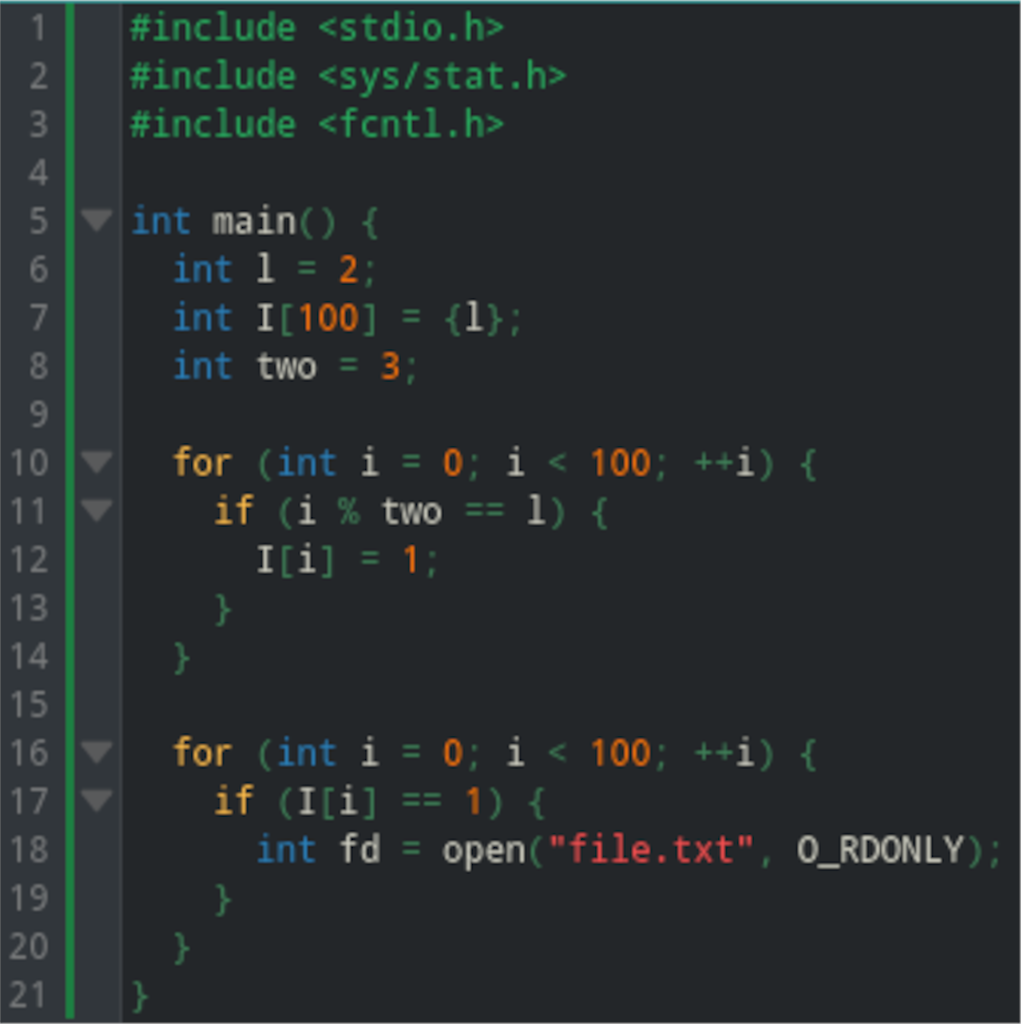 1 #include <stdio.h>
2 #include <sys/stat.h>
3 #include <fcntl.h>
4
5 int main() {
6   int l = 2;
7   int I[100] = {l};
8   int two = 3;
9
10   for (int i = 0; i < 100; ++i) {
11     if (i % two == l) {
12       I[i] = 1;
13     }
14   }
15
16   for (int i = 0; i < 100; ++i) {
17     if (I[i] == 1) {
18       int fd = open("file.txt", O_RDONLY);
19     }
20   }
21 }